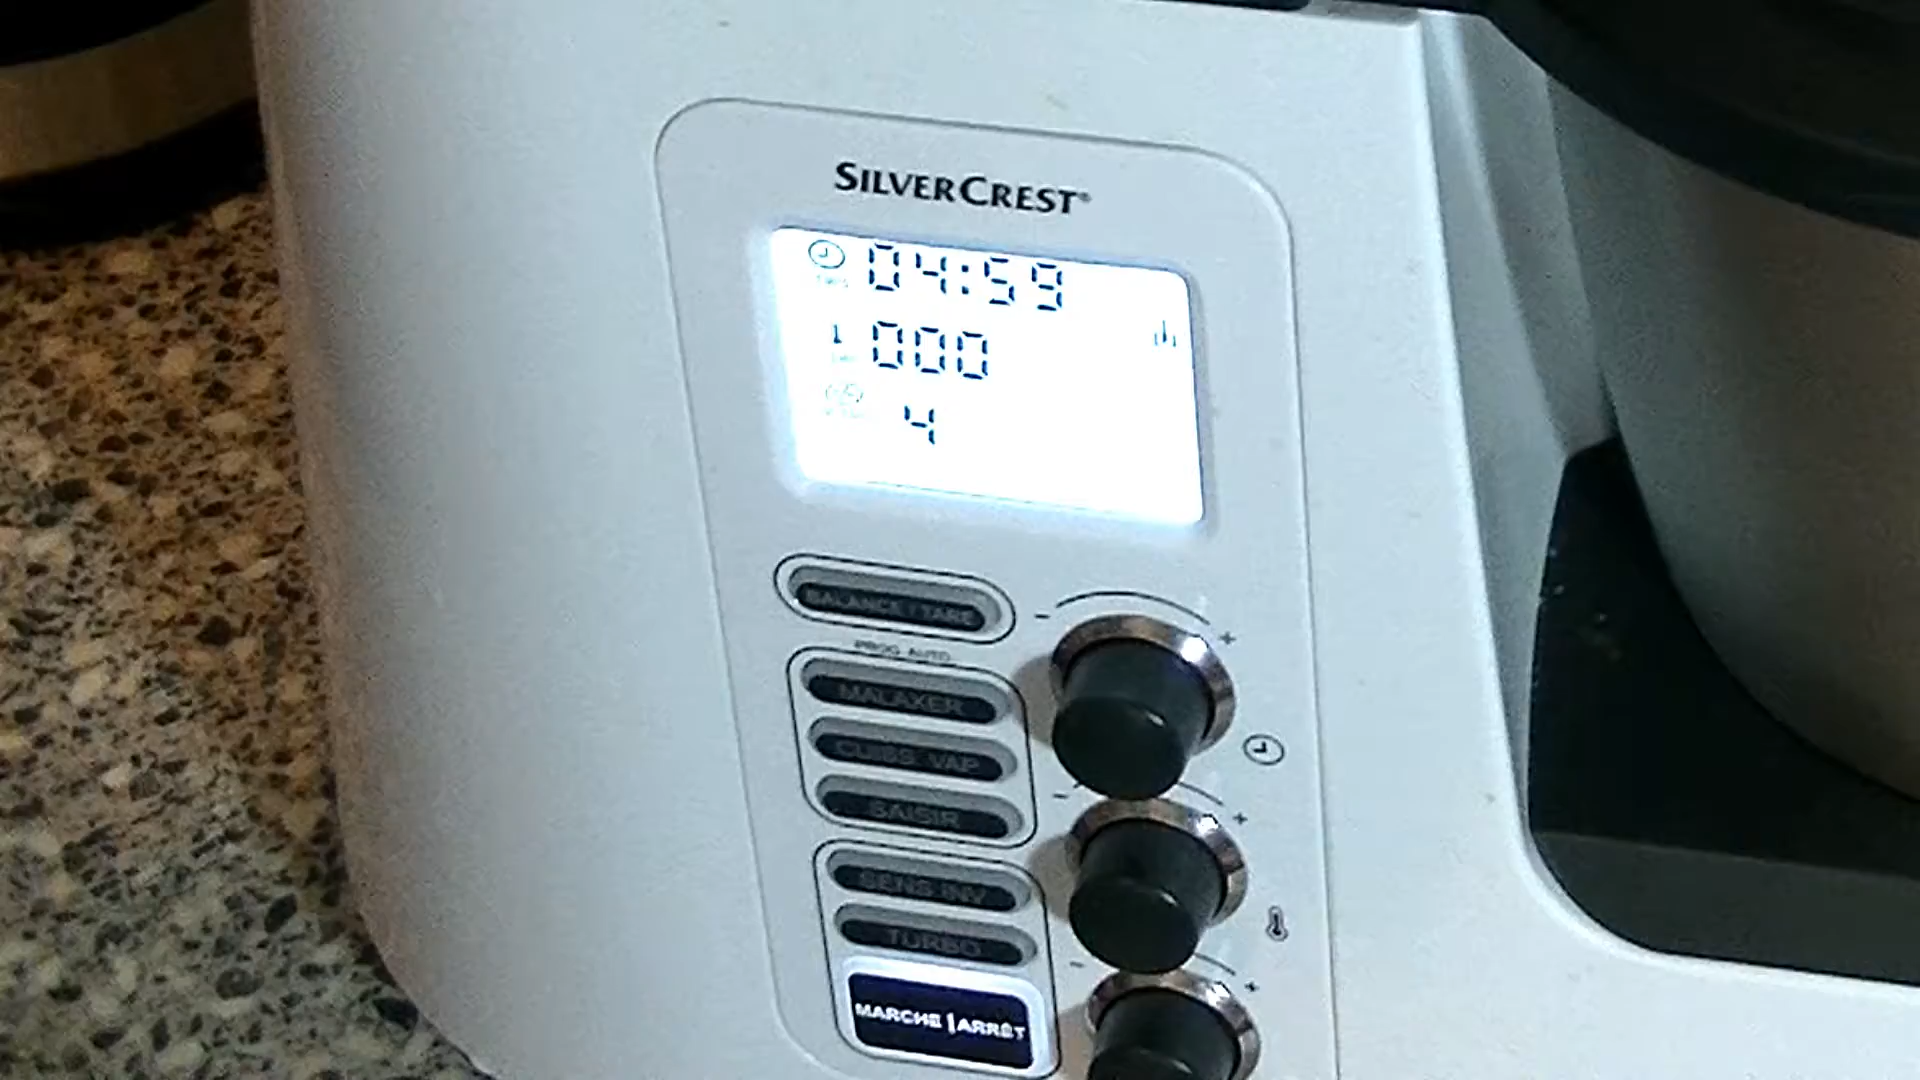 SILVERCREST®
04:59
000
4
BALANCE / TARE
PROG AUTO
MALAXER
CUISS VAP
SAISIR
SENS INV
TURBO
MARCHE | ARRÊT